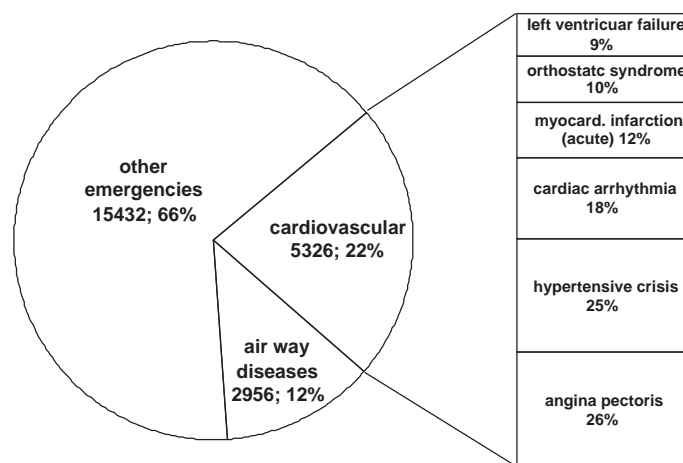 other
emergencies
15432; 66%
cardiovascular
5326; 22%
air way
diseases
2956; 12%
left ventricuar failure
9%
orthostatc syndrome
10%
myocard. infarction
(acute) 12%
cardiac arrhythmia
18%
hypertensive crisis
25%
angina pectoris
26%